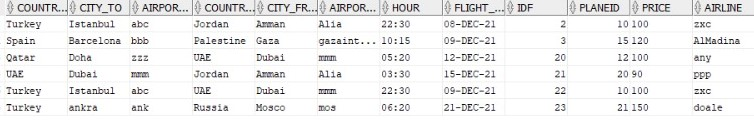 COUNTR... CITY_TO AIRPOR... COUNTR... CITY_FR... AIRPOR... HOUR FLIGHT_... IDF PLANEID PRICE AIRLINE
Turkey Istanbul abc Jordan Amman Alia 22:30 08-DEC-21 2 10 100 zxc
Spain Barcelona bbb Palestine Gaza gazaint... 10:15 09-DEC-21 3 15 120 AlMadina
Qatar Doha zzz UAE Dubai mmm 05:20 12-DEC-21 20 12 100 any
UAE Dubai mmm Jordan Amman Alia 03:30 15-DEC-21 21 20 90 ppp
Turkey Istanbul abc UAE Dubai mmm 22:30 09-DEC-21 22 10 100 zxc
Turkey ankra ank Russia Mosco mos 06:20 21-DEC-21 23 21 150 doale